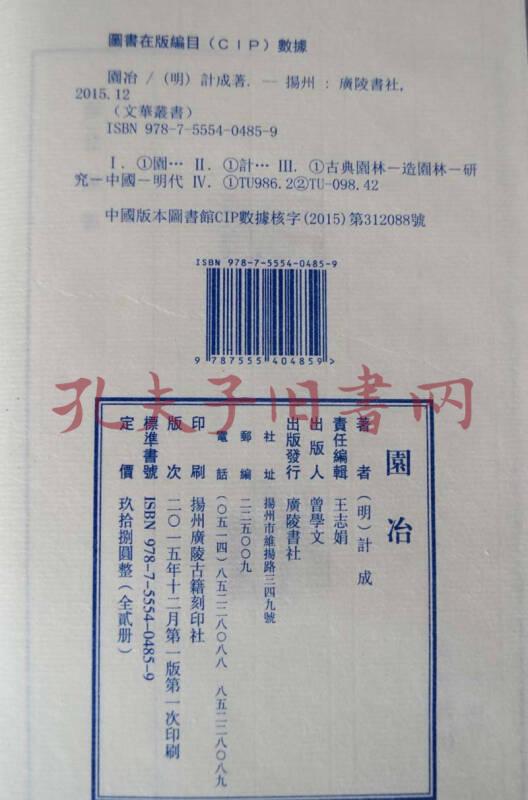 圖書在版編目(CIP)數據
園冶 / (明) 計成著. — 揚州 : 廣陵書社,
2015.12
(文華叢書)
ISBN 978-7-5554-0485-9
Ⅰ. ①園… Ⅱ. ①計… Ⅲ. ①古典園林－造園林－研
究－中國－明代 Ⅳ. ①TU986.2②TU-098.42
中國版本圖書館CIP數據核字(2015)第312088號
ISBN 978-7-5554-0485-9
9 787555 404859 >
孔夫子旧书网
園冶
著者 (明) 計成
責任編輯 王志娟
出版人 曾學文
出版發行 廣陵書社
社址 揚州市維揚路三四九號
郵編 二二五〇〇九
電話 (〇五一四) 八五二二八〇八八 八五二二八〇八九
印刷 揚州廣陵古籍刻印社
版次 二〇一五年十二月第一版第一次印刷
標準書號 ISBN 978-7-5554-0485-9
定價 玖拾捌圓整(全貳册)